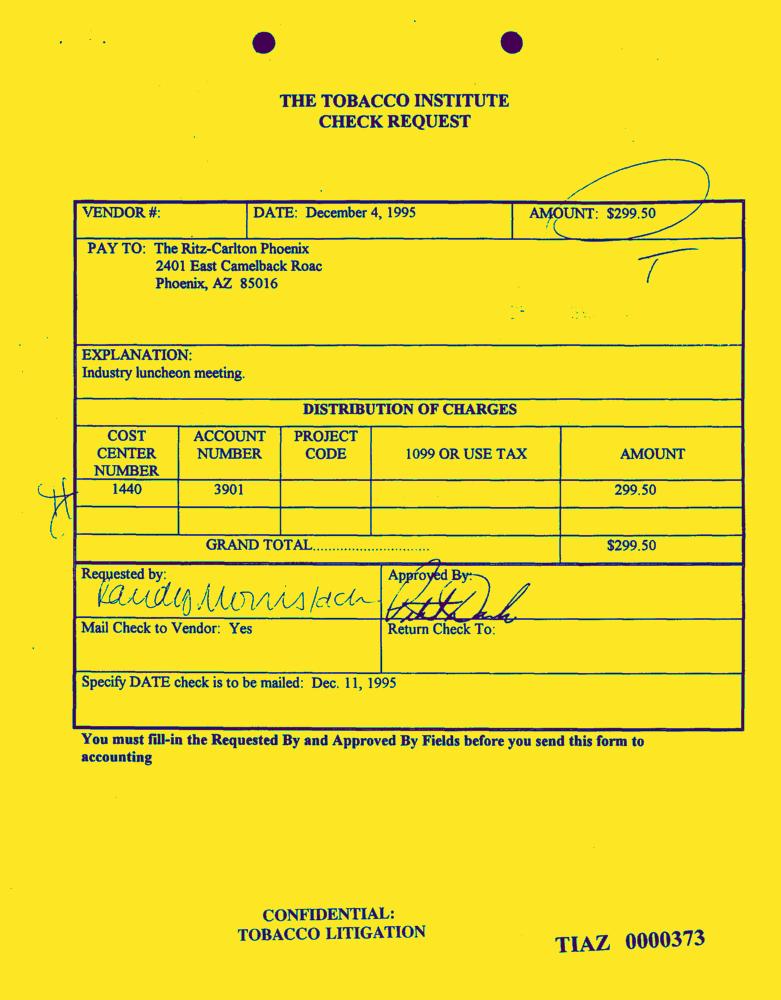 THE TOBACCO INSTITUTE
CHECK REQUEST
VENDOR #:
DATE: December 4, 1995
AMOUNT: $299.50
PAY TO: The Ritz-Carlton Phoenix
2401 East Camelback Roac
Phoenix, AZ 85016
T
EXPLANATION:
Industry luncheon meeting.
DISTRIBUTION OF CHARGES
COST CENTER NUMBER
ACCOUNT NUMBER
PROJECT CODE
1099 OR USE TAX
AMOUNT
1440 3901 299.50
GRAND TOTAL............................ $299.50
Requested by:
Approved By:
Mail Check to Vendor: Yes
Return Check To:
Specify DATE check is to be mailed: Dec. 11, 1995
You must fill-in the Requested By and Approved By Fields before you send this form to
accounting
CONFIDENTIAL:
TOBACCO LITIGATION
TIAZ 0000373